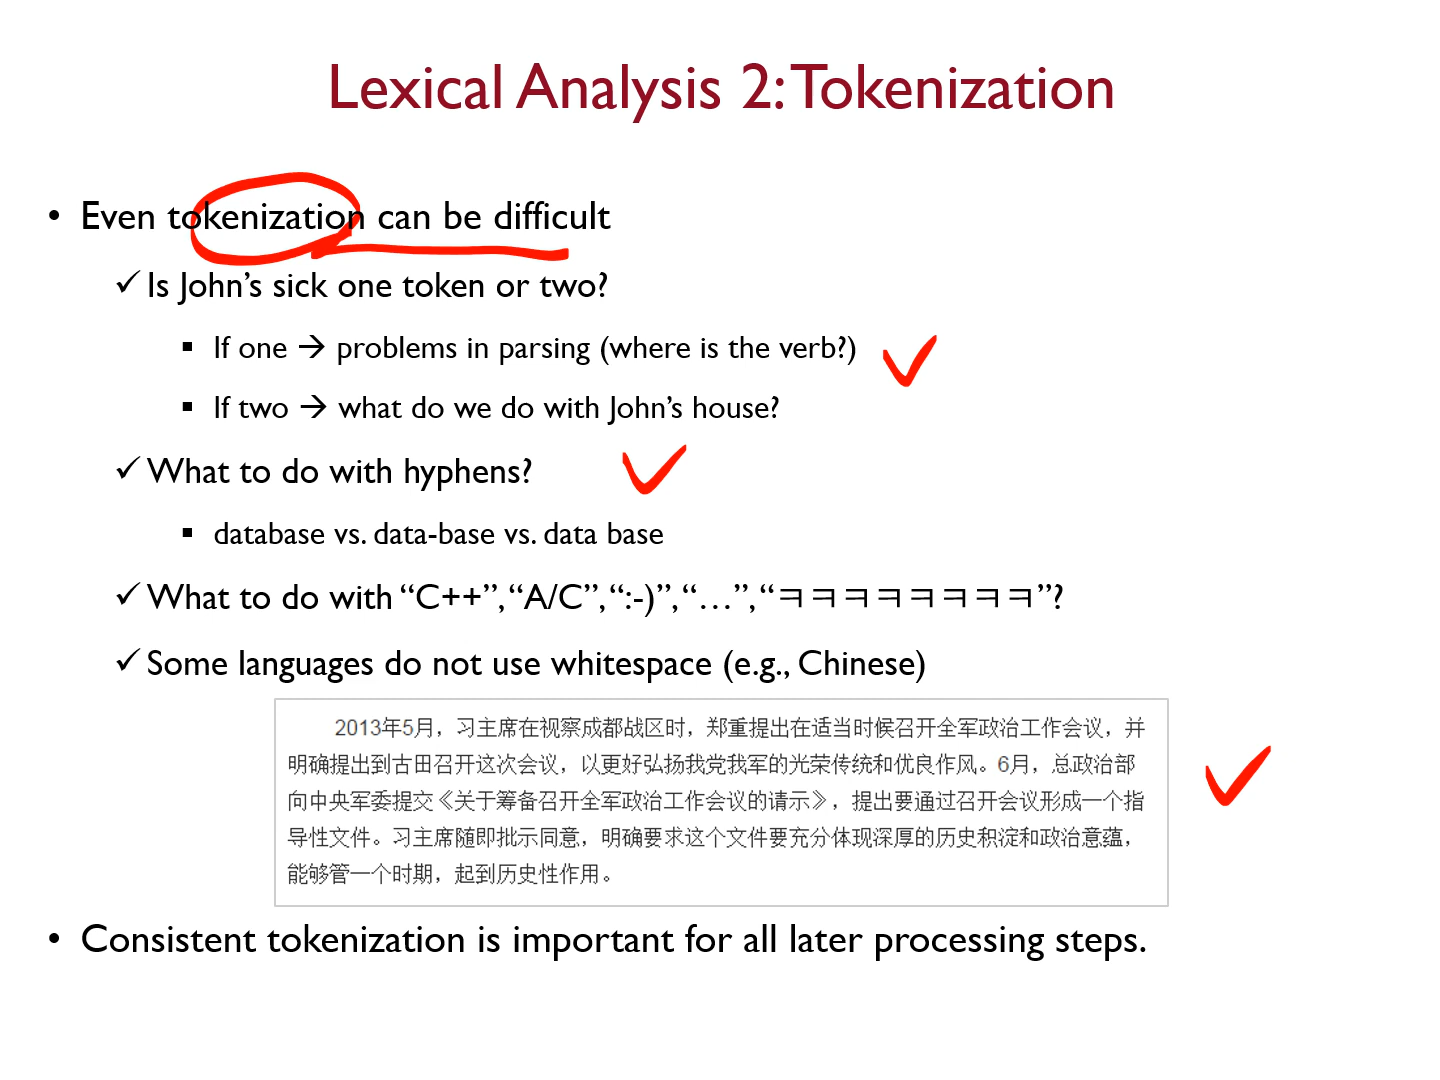 Lexical Analysis 2: Tokenization
• Even tokenization can be difficult
✓ Is John’s sick one token or two?
▪ If one → problems in parsing (where is the verb?)
▪ If two → what do we do with John’s house?
✓ What to do with hyphens?
▪ database vs. data-base vs. data base
✓ What to do with “C++”, “A/C”, “:-)”, “…”, “ㅋㅋㅋㅋㅋㅋㅋㅋ”?
✓ Some languages do not use whitespace (e.g., Chinese)
2013年5月，习主席在视察成都战区时，郑重提出在适当时候召开全军政治工作会议，并
明确提出到古田召开这次会议，以更好弘扬我党我军的光荣传统和优良作风。6月，总政治部
向中央军委提交《关于筹备召开全军政治工作会议的请示》，提出要通过召开会议形成一个指
导性文件。习主席随即批示同意，明确要求这个文件要充分体现深厚的历史积淀和政治意蕴，
能够管一个时期，起到历史性作用。
• Consistent tokenization is important for all later processing steps.